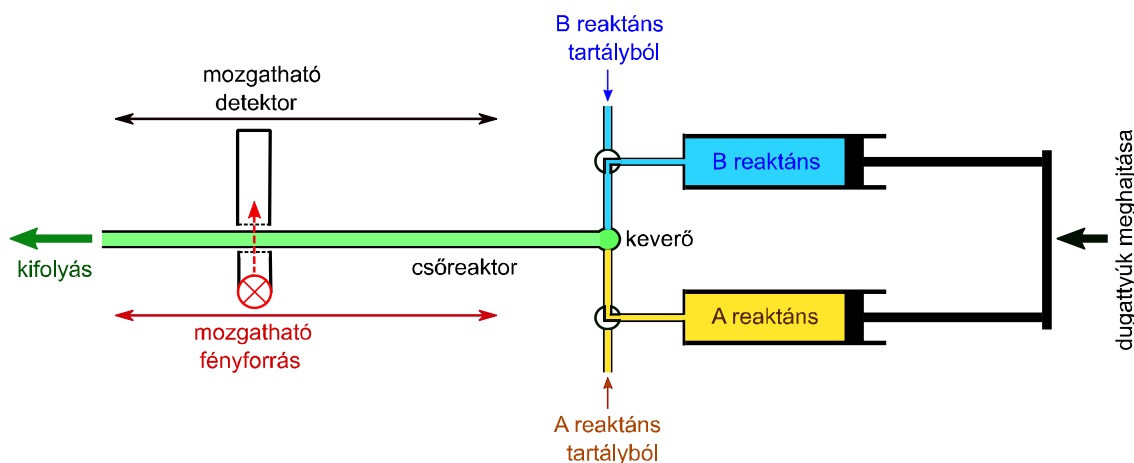 B reaktáns
tartályból
mozgatható
detektor
B reaktáns
dugattyúk meghajtása
keverő
kifolyás
csőreaktor
A reaktáns
mozgatható
fényforrás
A reaktáns
tartályból